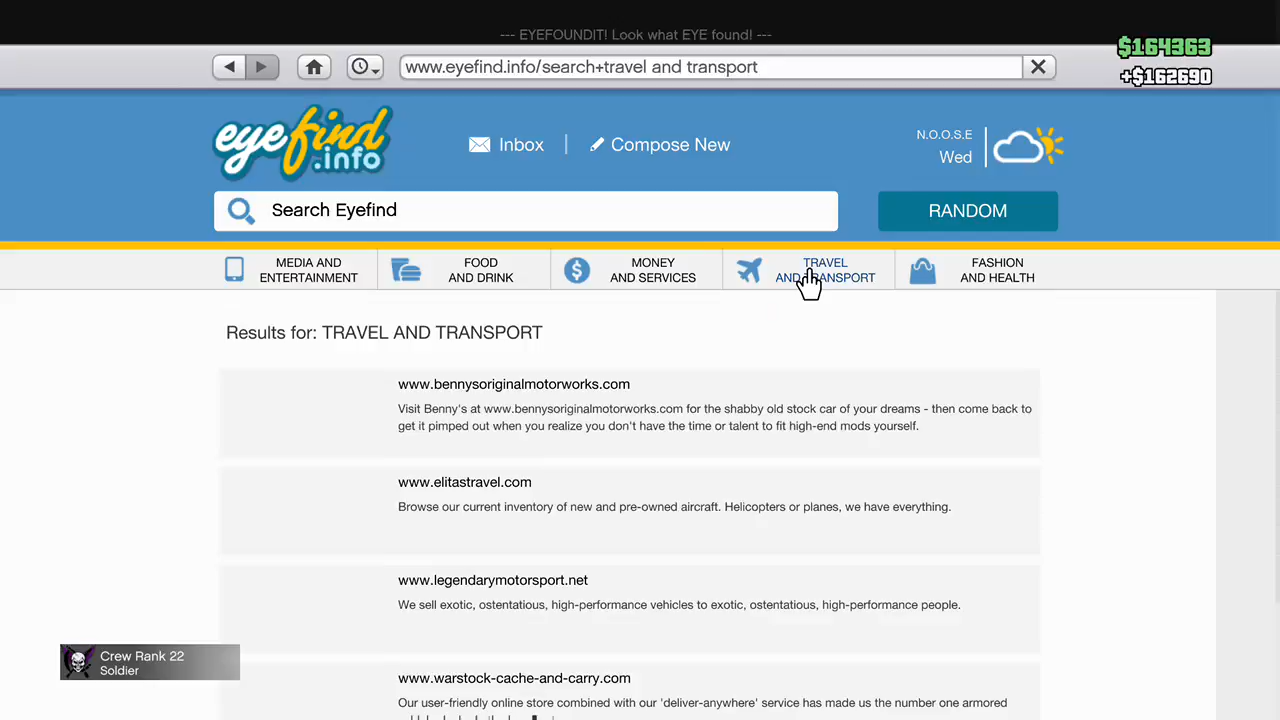 --- EYEFOUNDIT! Look what EYE found! ---
www.eyefind.info/search+travel and transport
$164363
+$162690
eyefind
.info
Inbox
Compose New
N.O.O.S.E
Wed
Search Eyefind
RANDOM
MEDIA AND
ENTERTAINMENT
FOOD
AND DRINK
MONEY
AND SERVICES
TRAVEL
AND TRANSPORT
FASHION
AND HEALTH
Results for: TRAVEL AND TRANSPORT
www.bennysoriginalmotorworks.com
Visit Benny's at www.bennysoriginalmotorworks.com for the shabby old stock car of your dreams - then come back to
get it pimped out when you realize you don't have the time or talent to fit high-end mods yourself.
www.elitastravel.com
Browse our current inventory of new and pre-owned aircraft. Helicopters or planes, we have everything.
www.legendarymotorsport.net
We sell exotic, ostentatious, high-performance vehicles to exotic, ostentatious, high-performance people.
Crew Rank 22
Soldier
www.warstock-cache-and-carry.com
Our user-friendly online store combined with our 'deliver-anywhere' service has made us the number one armored